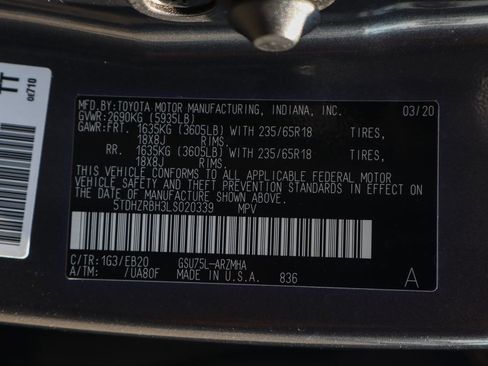 TT
0E710
MFD.BY:TOYOTA MOTOR MANUFACTURING, INDIANA, INC. 03/20
GVWR:2690KG (5935LB)
GAWR:FRT. 1635KG (3605LB) WITH 235/65R18 TIRES,
18X8J RIMS.
RR. 1635KG (3605LB) WITH 235/65R18 TIRES,
18X8J RIMS.
THIS VEHICLE CONFORMS TO ALL APPLICABLE FEDERAL MOTOR
VEHICLE SAFETY AND THEFT PREVENTION STANDARDS IN EFFECT ON
THE DATE OF MANUFACTURE SHOWN ABOVE.
5TDHZRBH3LS020339 MPV
C/TR:1G3/EB20 GSU75L-ARZMHA
A/TM: /UA80F MADE IN U.S.A. 836 A